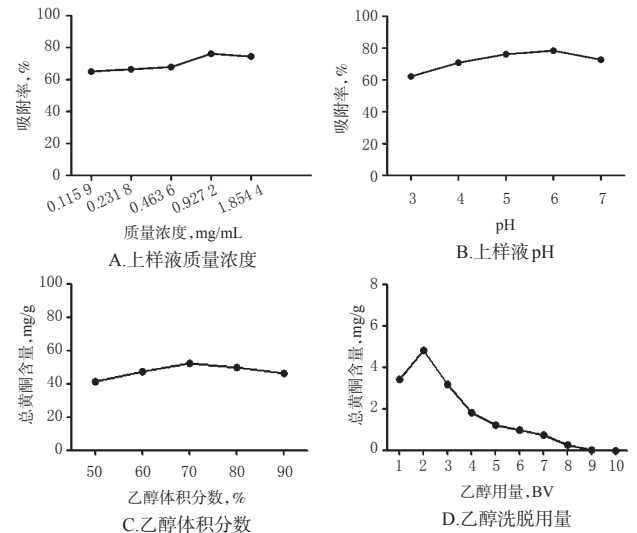 100
80
60
40
20
0
吸附率,%
0.115 9
0.231 8
0.463 6
0.927 2
1.854 4
质量浓度,mg/mL
A.上样液质量浓度
100
80
60
40
20
0
吸附率,%
3 4 5 6 7
pH
B.上样液pH
100
80
60
40
20
0
总黄酮含量,mg/g
50 60 70 80 90
乙醇体积分数,%
C.乙醇体积分数
8
6
4
2
0
总黄酮含量,mg/g
1 2 3 4 5 6 7 8 9 10
乙醇用量,BV
D.乙醇洗脱用量